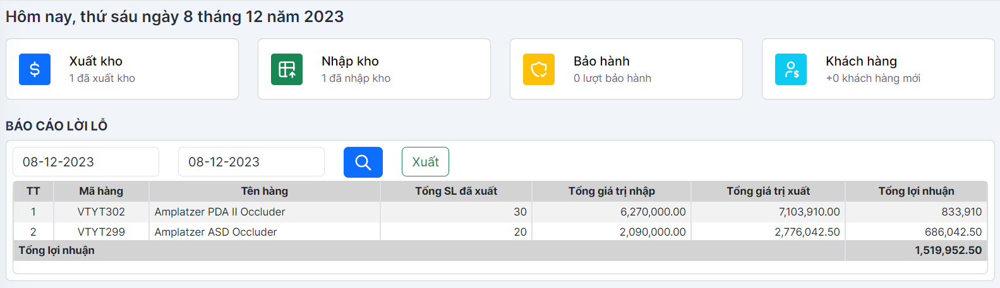 Hôm nay, thứ sáu ngày 8 tháng 12 năm 2023
Xuất kho
1 đã xuất kho
Nhập kho
1 đã nhập kho
Bảo hành
0 lượt bảo hành
Khách hàng
+0 khách hàng mới
BÁO CÁO LỜI LỖ
08-12-2023 08-12-2023 Xuất
TT Mã hàng Tên hàng Tổng SL đã xuất Tổng giá trị nhập Tổng giá trị xuất Tổng lợi nhuận
1 VTYT302 Amplatzer PDA II Occluder 30 6,270,000.00 7,103,910.00 833,910
2 VTYT299 Amplatzer ASD Occluder 20 2,090,000.00 2,776,042.50 686,042.50
Tổng lợi nhuận 1,519,952.50